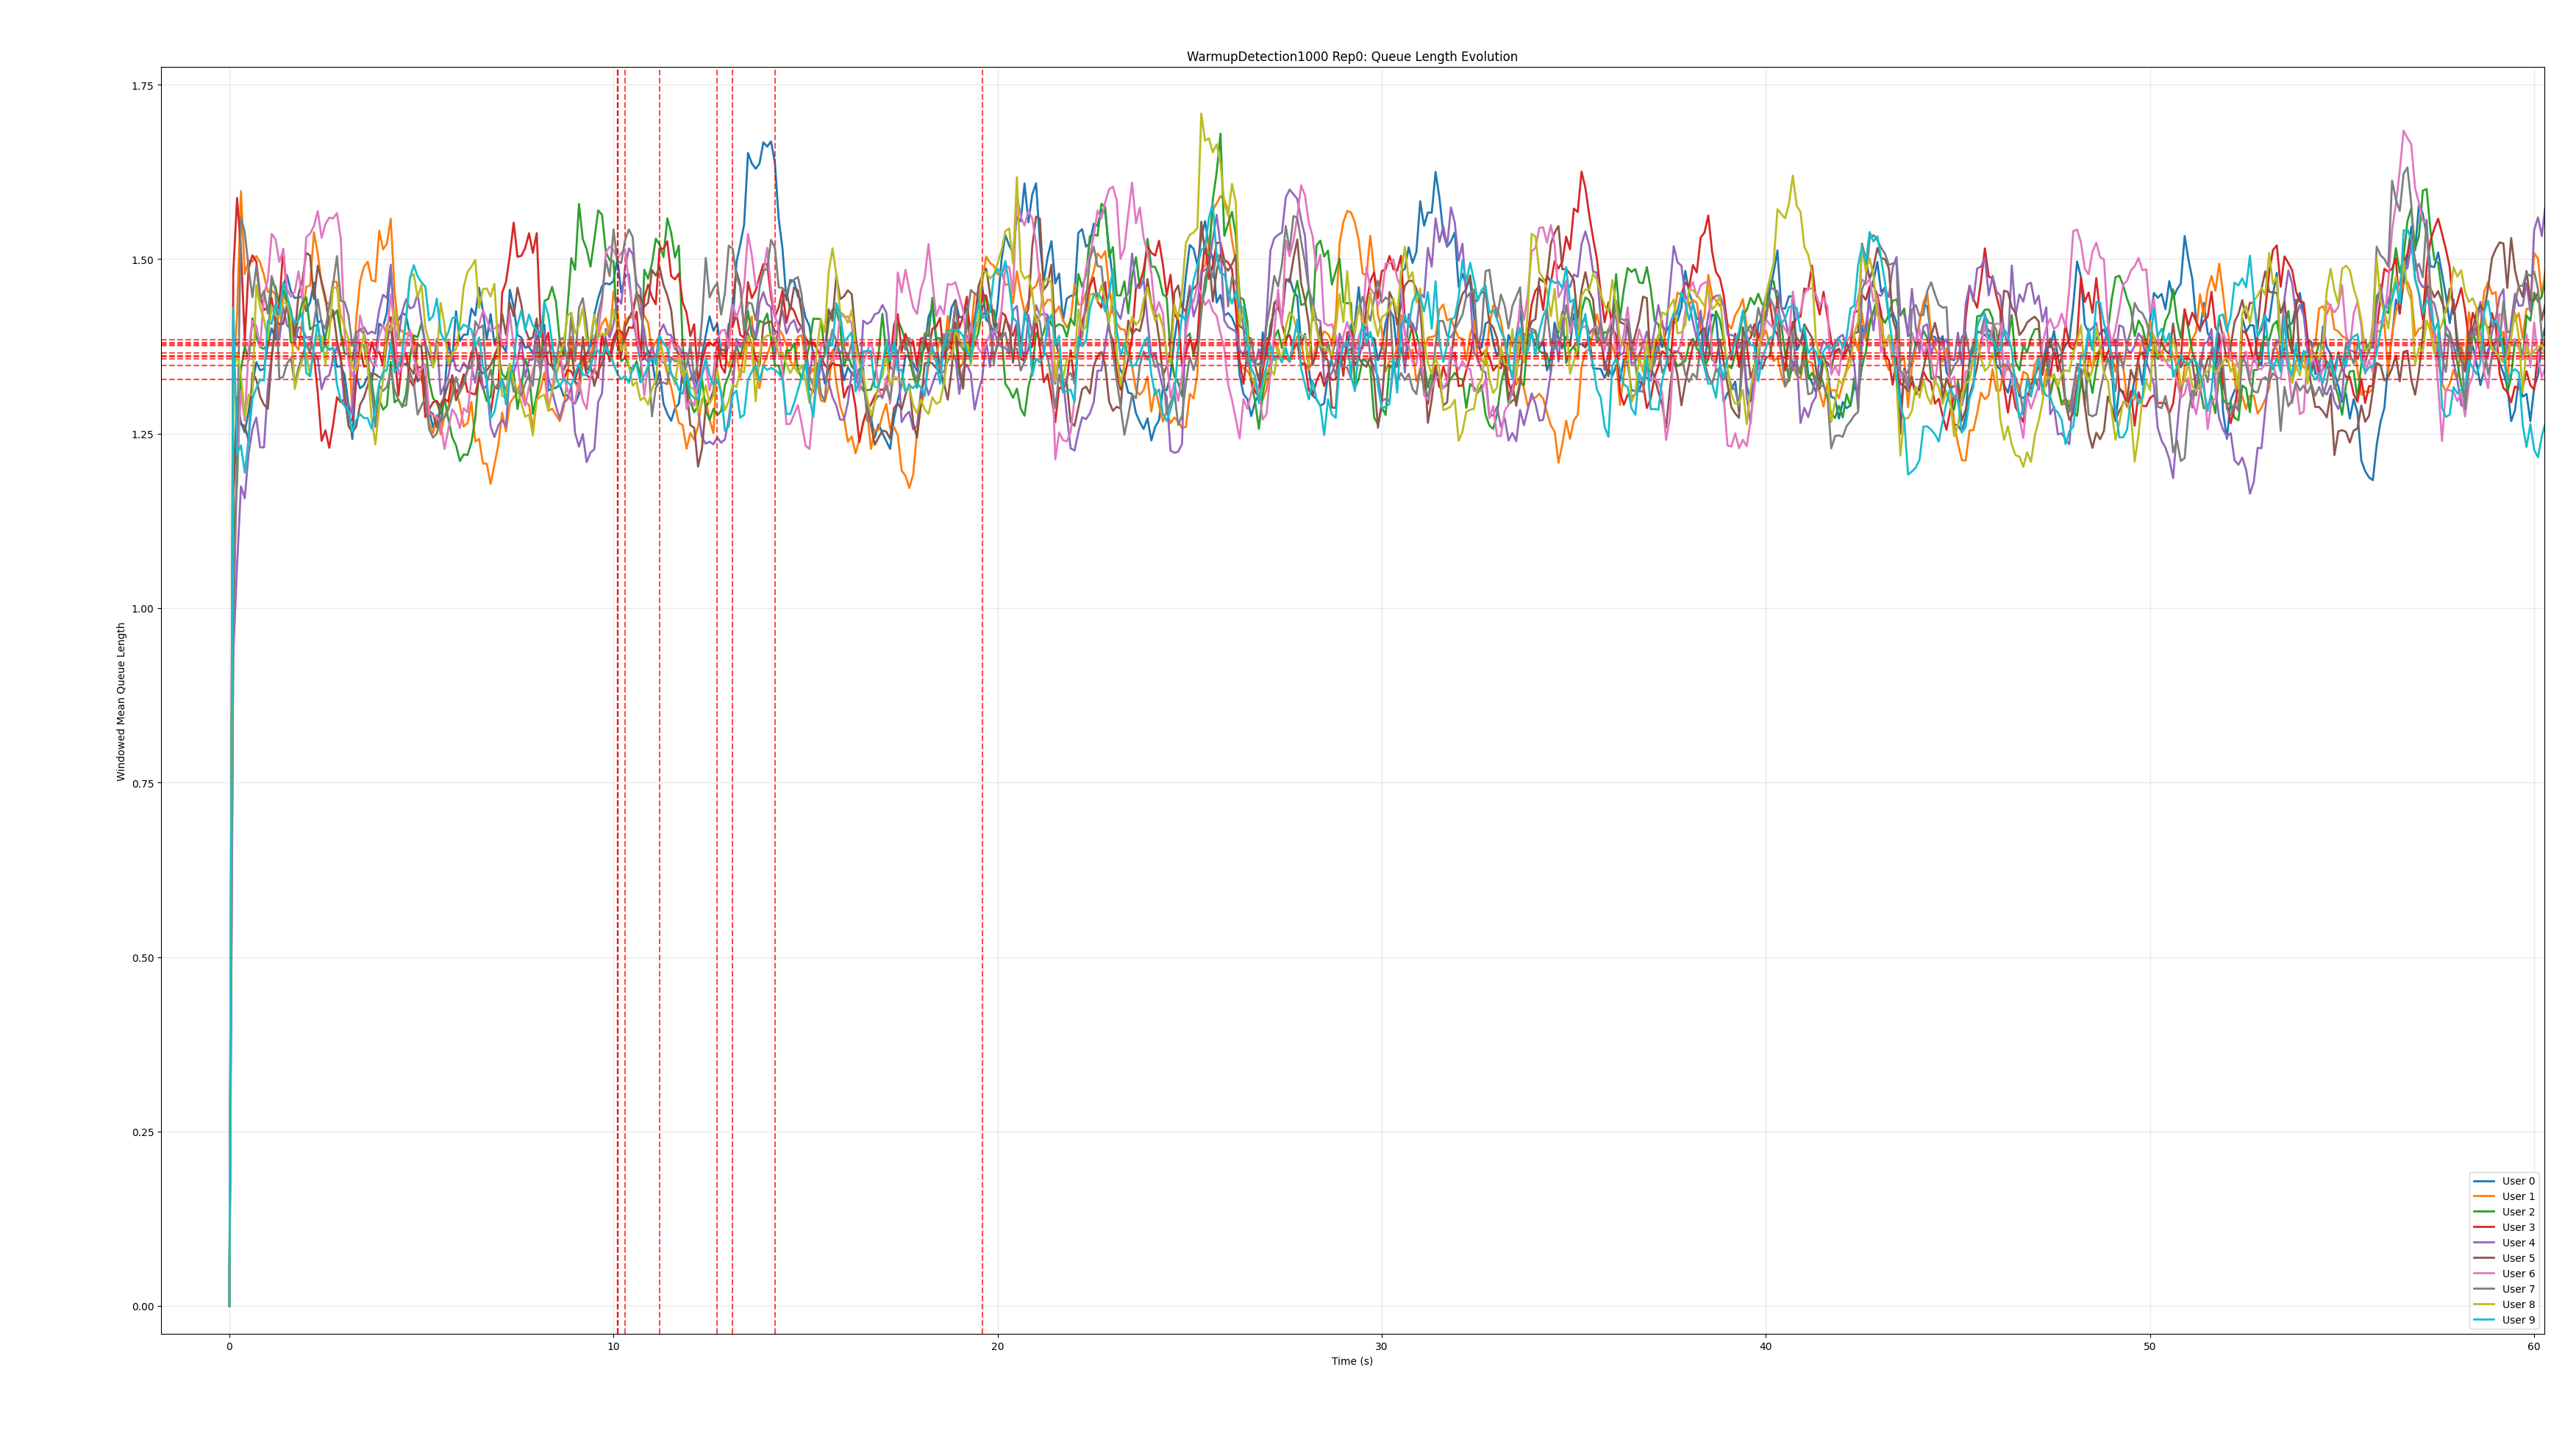 WarmupDetection1000 Rep0: Queue Length Evolution
Windowed Mean Queue Length
1.75
1.50
1.25
1.00
0.75
0.50
0.25
0.00
0
10
20
30
40
50
60
Time (s)
User 0
User 1
User 2
User 3
User 4
User 5
User 6
User 7
User 8
User 9